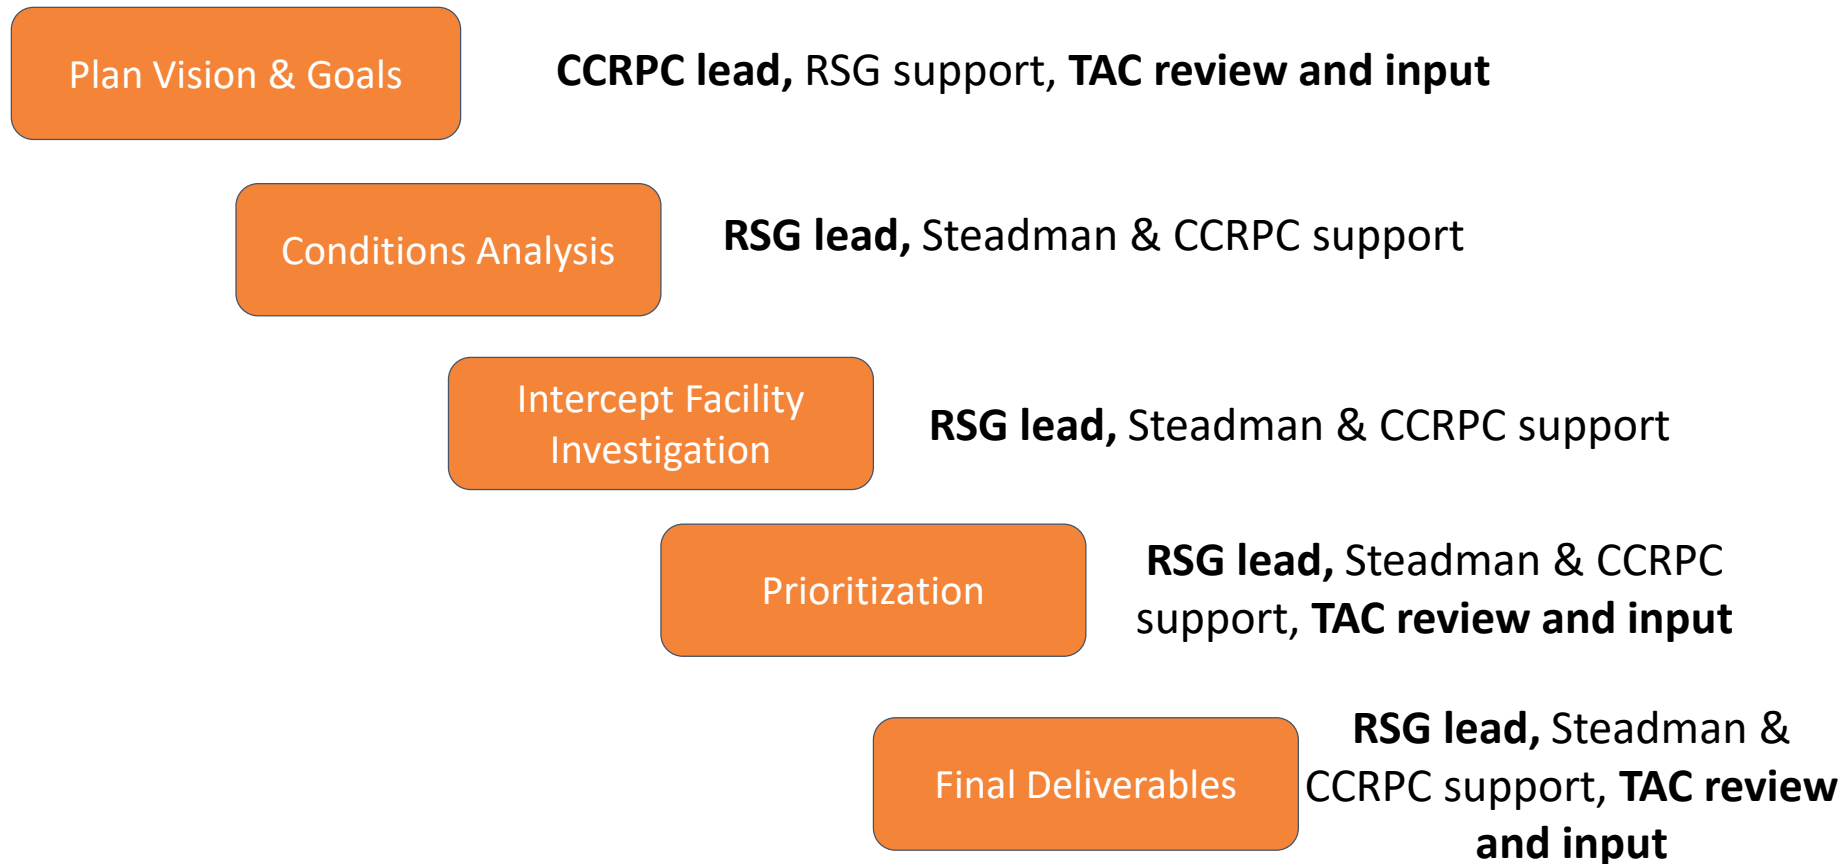 Plan Vision & Goals
CCRPC lead, RSG support, TAC review and input
Conditions Analysis
RSG lead, Steadman & CCRPC support
Intercept Facility
Investigation
RSG lead, Steadman & CCRPC support
Prioritization
RSG lead, Steadman & CCRPC
support, TAC review and input
Final Deliverables
RSG lead, Steadman &
CCRPC support, TAC review
and input